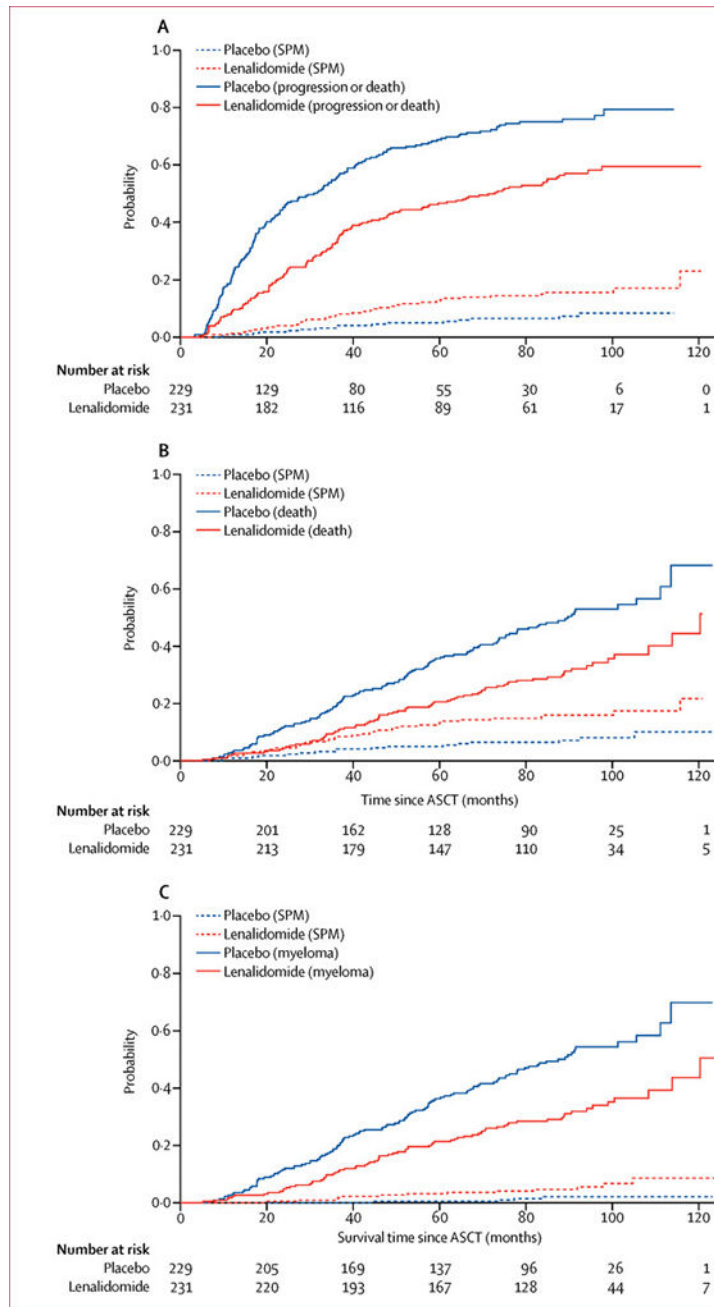 A
1·0
Placebo (SPM)
Lenalidomide (SPM)
Placebo (progression or death)
Lenalidomide (progression or death)
0·8
0·6
0·4
0·2
0·0
Probability
0 20 40 60 80 100 120
Number at risk
Placebo 229 129 80 55 30 6 0
Lenalidomide 231 182 116 89 61 17 1
B
1·0
Placebo (SPM)
Lenalidomide (SPM)
Placebo (death)
Lenalidomide (death)
0·8
0·6
0·4
0·2
0·0
Probability
0 20 40 60 80 100 120
Time since ASCT (months)
Number at risk
Placebo 229 201 162 128 90 25 1
Lenalidomide 231 213 179 147 110 34 5
C
1·0
Placebo (SPM)
Lenalidomide (SPM)
Placebo (myeloma)
Lenalidomide (myeloma)
0·8
0·6
0·4
0·2
0·0
Probability
0 20 40 60 80 100 120
Survival time since ASCT (months)
Number at risk
Placebo 229 205 169 137 96 26 1
Lenalidomide 231 220 193 167 128 44 7